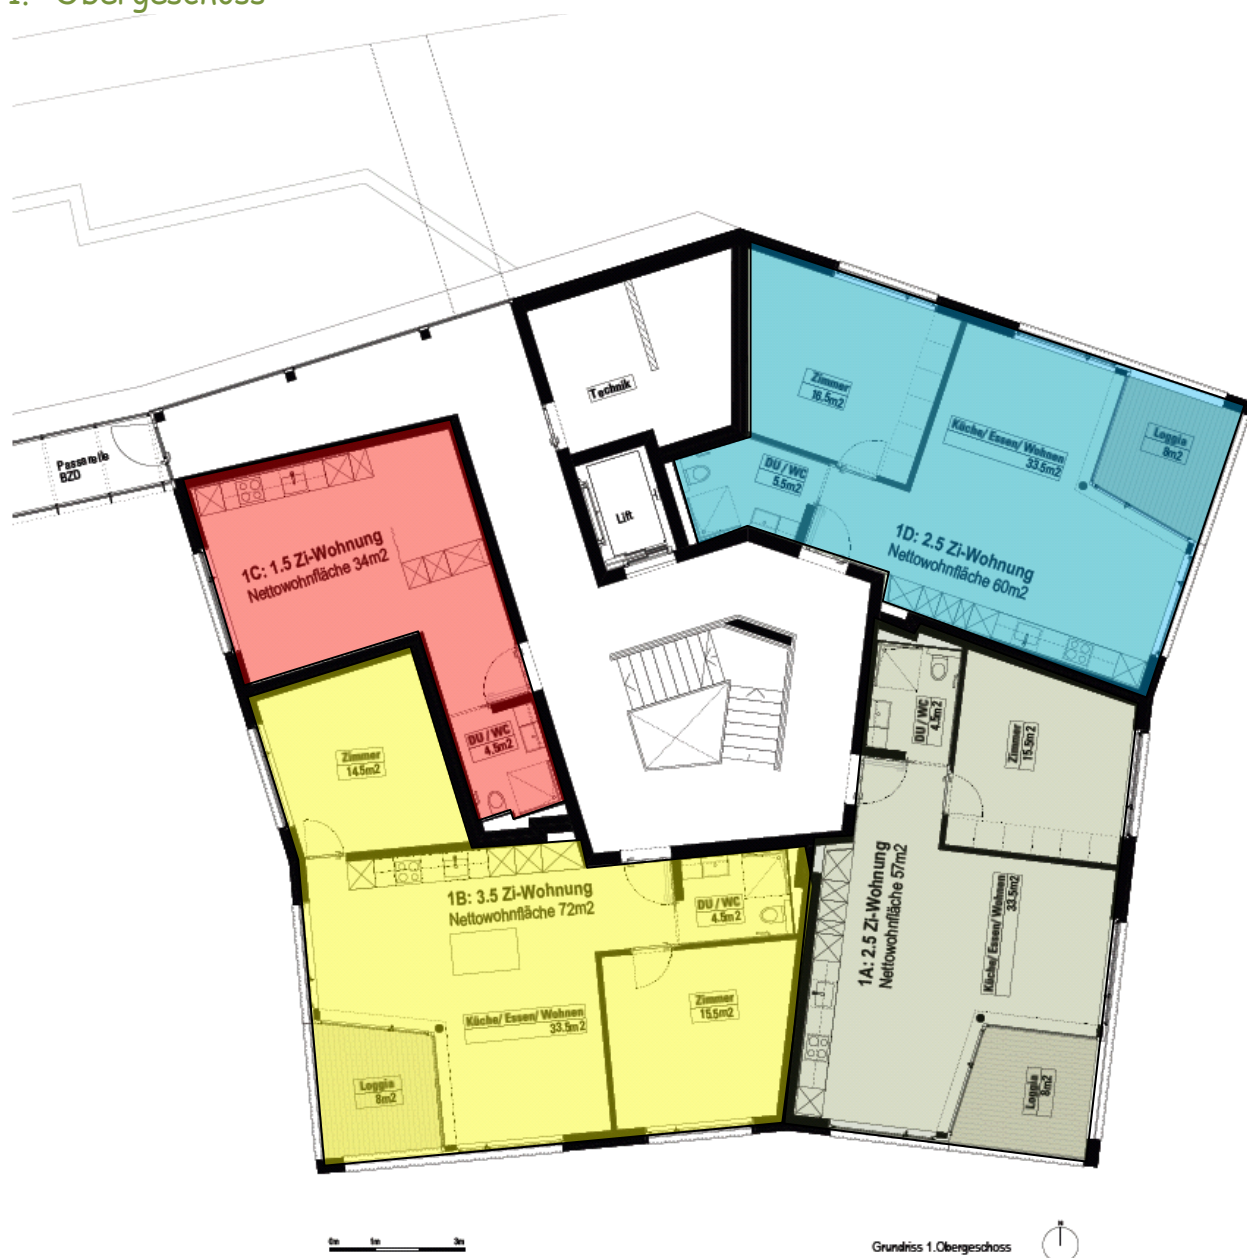 1. Obergeschoss
Technik
Zimmer
16.5m2
Küche/ Essen/ Wohnen
33.5m2
Loggia
8m2
Passarelle
BZD
DU / WC
5.5m2
Lift
1D: 2.5 Zi-Wohnung
Nettowohnfläche 60m2
1C: 1.5 Zi-Wohnung
Nettowohnfläche 34m2
DU / WC
4.5m2
DU / WC
4.5m2
Zimmer
15.5m2
Zimmer
14.5m2
1B: 3.5 Zi-Wohnung
Nettowohnfläche 72m2
DU / WC
4.5m2
1A: 2.5 Zi-Wohnung
Nettowohnfläche 57m2
Küche/ Essen/ Wohnen
33.5m2
Küche/ Essen/ Wohnen
33.5m2
Zimmer
15.5m2
Loggia
8m2
Loggia
8m2
0m 1m 3m
Grundriss 1.Obergeschoss
N